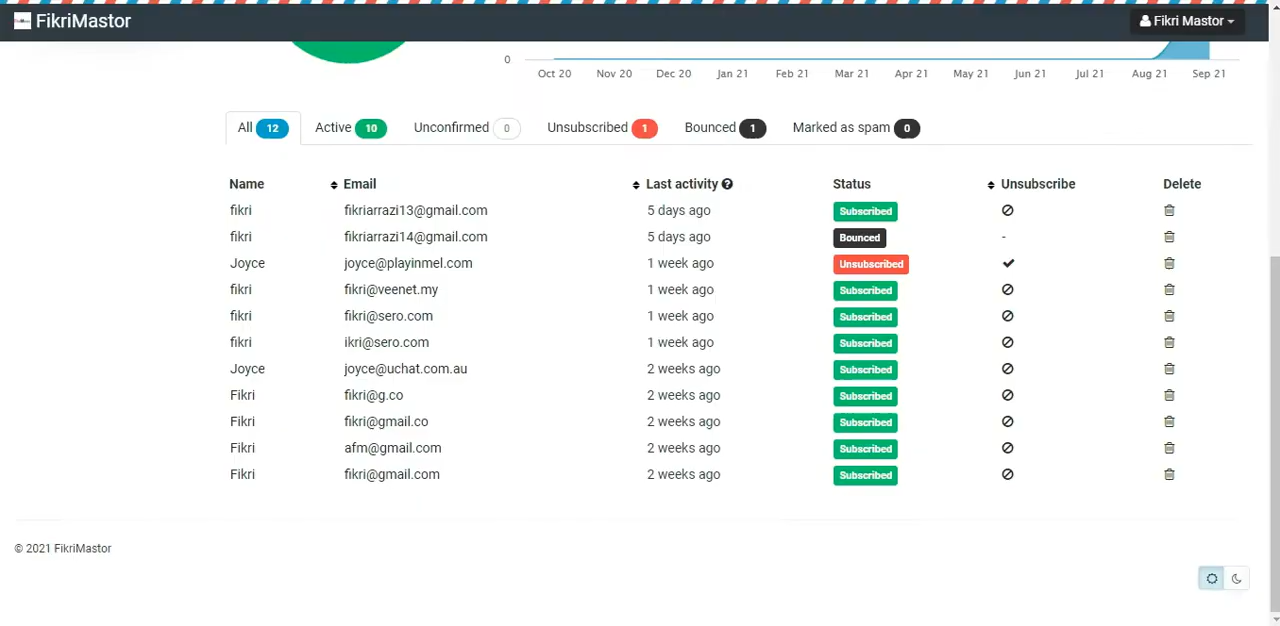 FikriMastor
Fikri Mastor
0
Oct 20 Nov 20 Dec 20 Jan 21 Feb 21 Mar 21 Apr 21 May 21 Jun 21 Jul 21 Aug 21 Sep 21
All 12 Active 10 Unconfirmed 0 Unsubscribed 1 Bounced 1 Marked as spam 0
Name Email Last activity Status Unsubscribe Delete
fikri fikriarrazi13@gmail.com 5 days ago Subscribed
fikri fikriarrazi14@gmail.com 5 days ago Bounced -
Joyce joyce@playinmel.com 1 week ago Unsubscribed
fikri fikri@veenet.my 1 week ago Subscribed
fikri fikri@sero.com 1 week ago Subscribed
fikri ikri@sero.com 1 week ago Subscribed
Joyce joyce@uchat.com.au 2 weeks ago Subscribed
Fikri fikri@g.co 2 weeks ago Subscribed
Fikri fikri@gmail.co 2 weeks ago Subscribed
Fikri afm@gmail.com 2 weeks ago Subscribed
Fikri fikri@gmail.com 2 weeks ago Subscribed
© 2021 FikriMastor